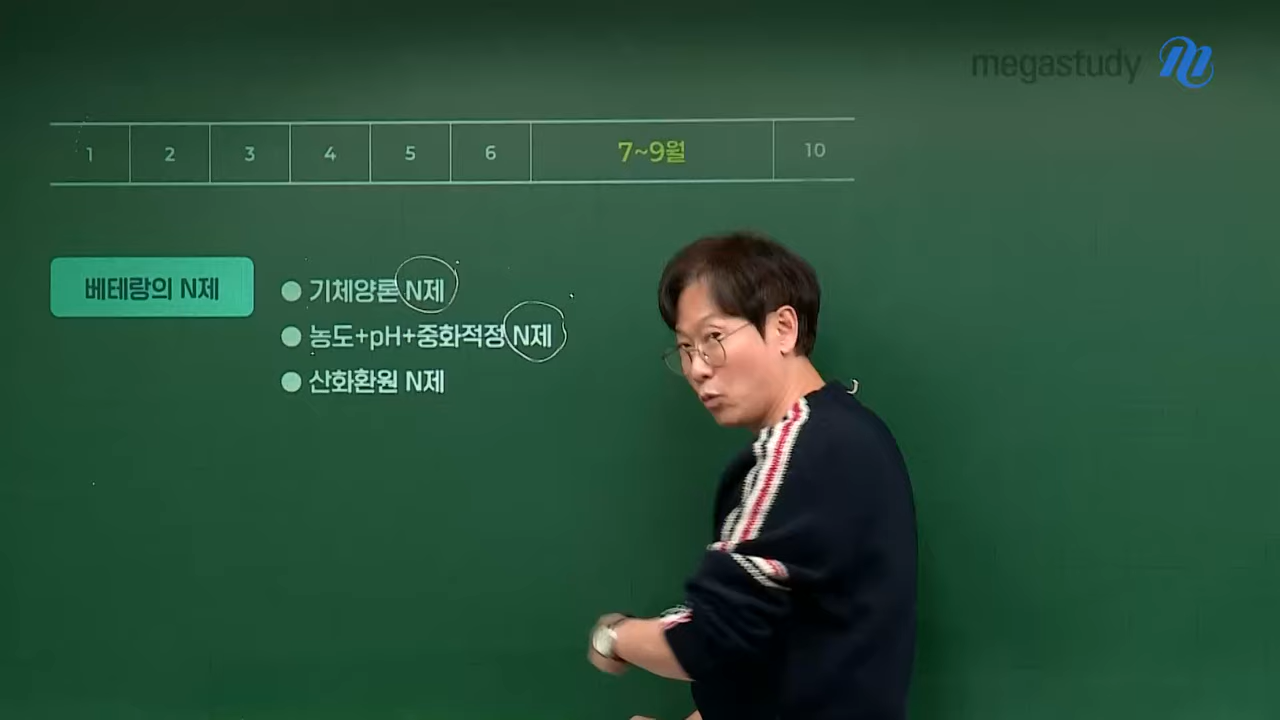 megastudy
1 2 3 4 5 6 7~9월 10
베테랑의 N제
기체양론 N제
농도+pH+중화적정 N제
산화환원 N제